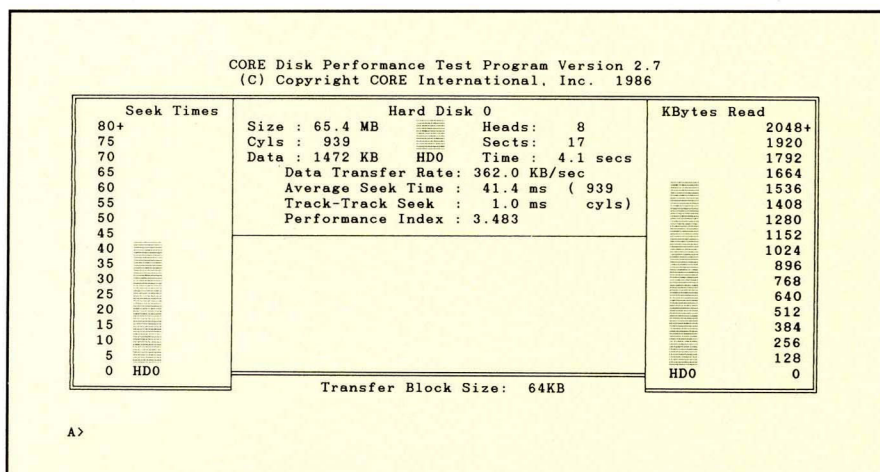 CORE Disk Performance Test Program Version 2.7
(C) Copyright CORE International, Inc. 1986
Seek Times
80+
75
70
65
60
55
50
45
40
35
30
25
20
15
10
5
0 HD0
Hard Disk 0
Size : 65.4 MB Heads: 8
Cyls : 939 Sects: 17
Data : 1472 KB HD0 Time : 4.1 secs
Data Transfer Rate: 362.0 KB/sec
Average Seek Time : 41.4 ms ( 939
Track-Track Seek : 1.0 ms cyls)
Performance Index : 3.483
KBytes Read
2048+
1920
1792
1664
1536
1408
1280
1152
1024
896
768
640
512
384
256
128
HD0 0
Transfer Block Size: 64KB
A>